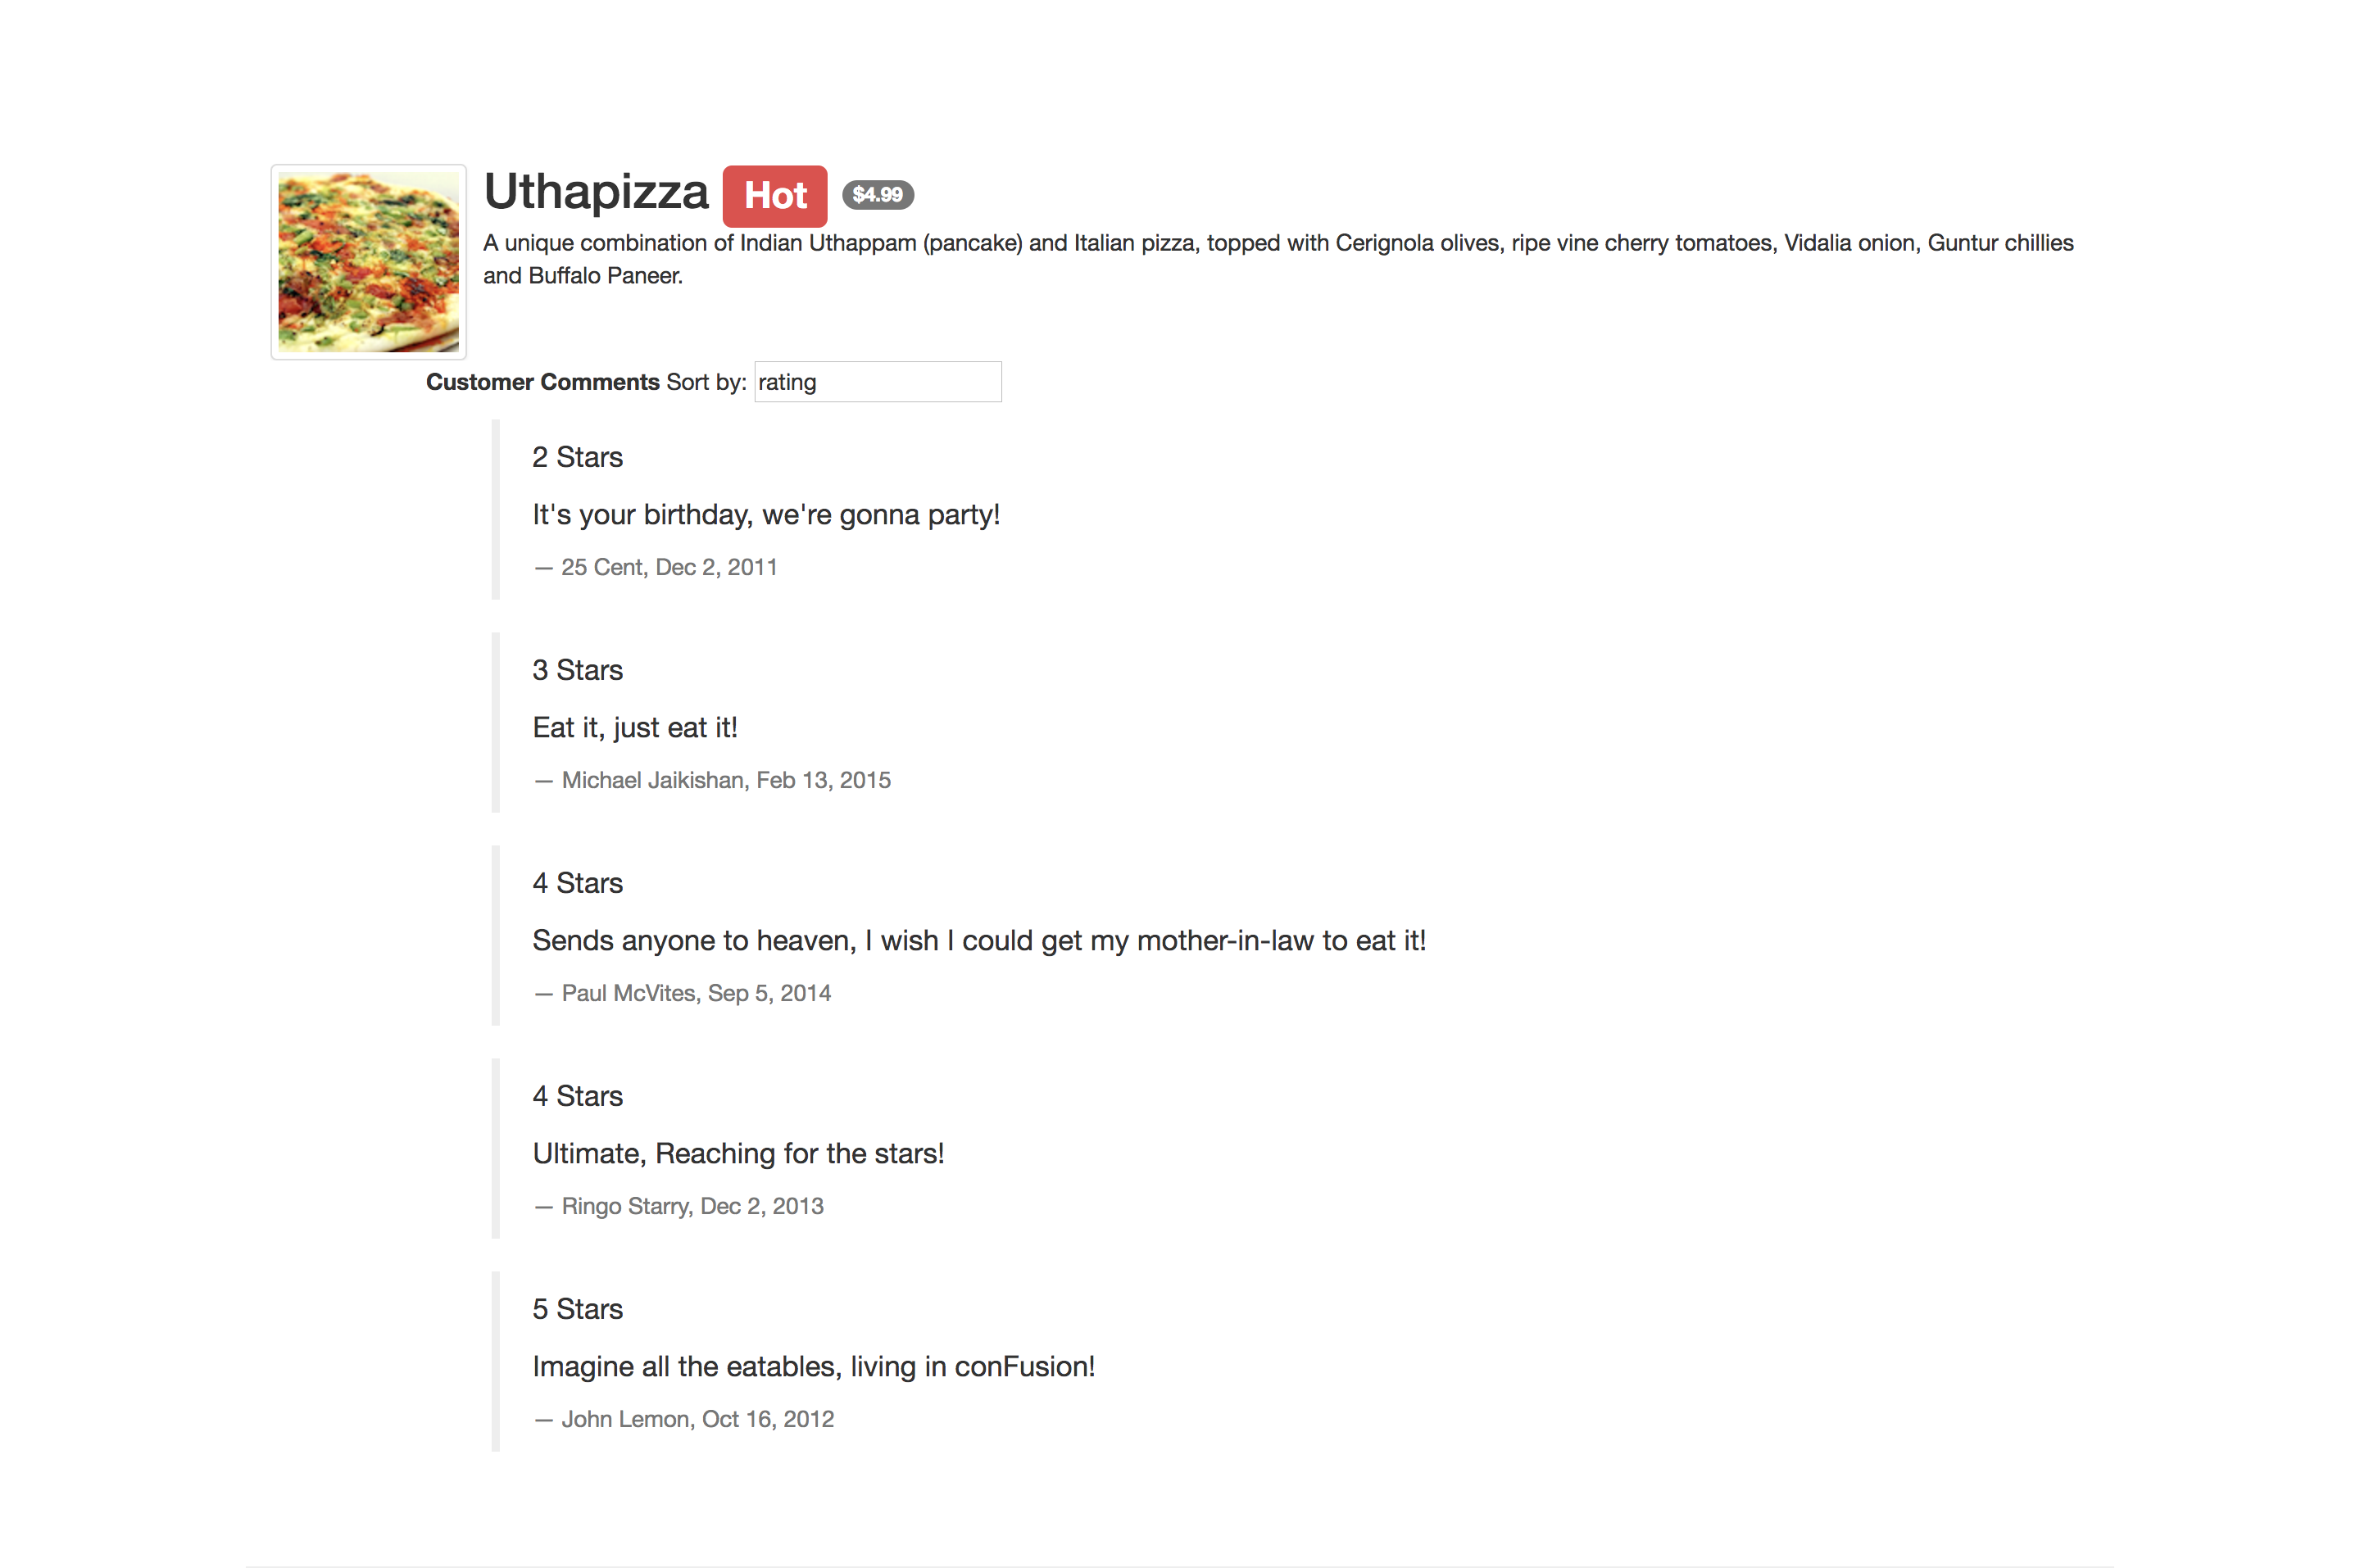 Uthapizza Hot $4.99
A unique combination of Indian Uthappam (pancake) and Italian pizza, topped with Cerignola olives, ripe vine cherry tomatoes, Vidalia onion, Guntur chillies
and Buffalo Paneer.
Customer Comments Sort by: rating
2 Stars
It's your birthday, we're gonna party!
— 25 Cent, Dec 2, 2011
3 Stars
Eat it, just eat it!
— Michael Jaikishan, Feb 13, 2015
4 Stars
Sends anyone to heaven, I wish I could get my mother-in-law to eat it!
— Paul McVites, Sep 5, 2014
4 Stars
Ultimate, Reaching for the stars!
— Ringo Starry, Dec 2, 2013
5 Stars
Imagine all the eatables, living in conFusion!
— John Lemon, Oct 16, 2012